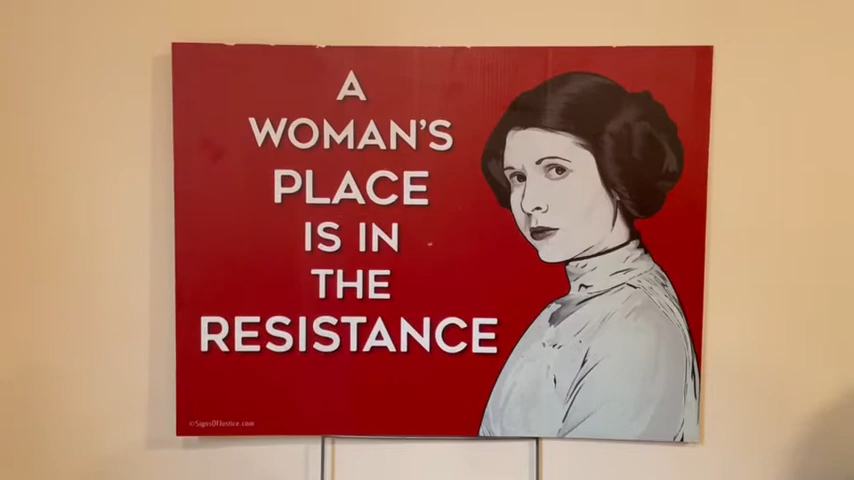 A
WOMAN'S
PLACE
IS IN
THE
RESISTANCE
©SignsOfJustice.com